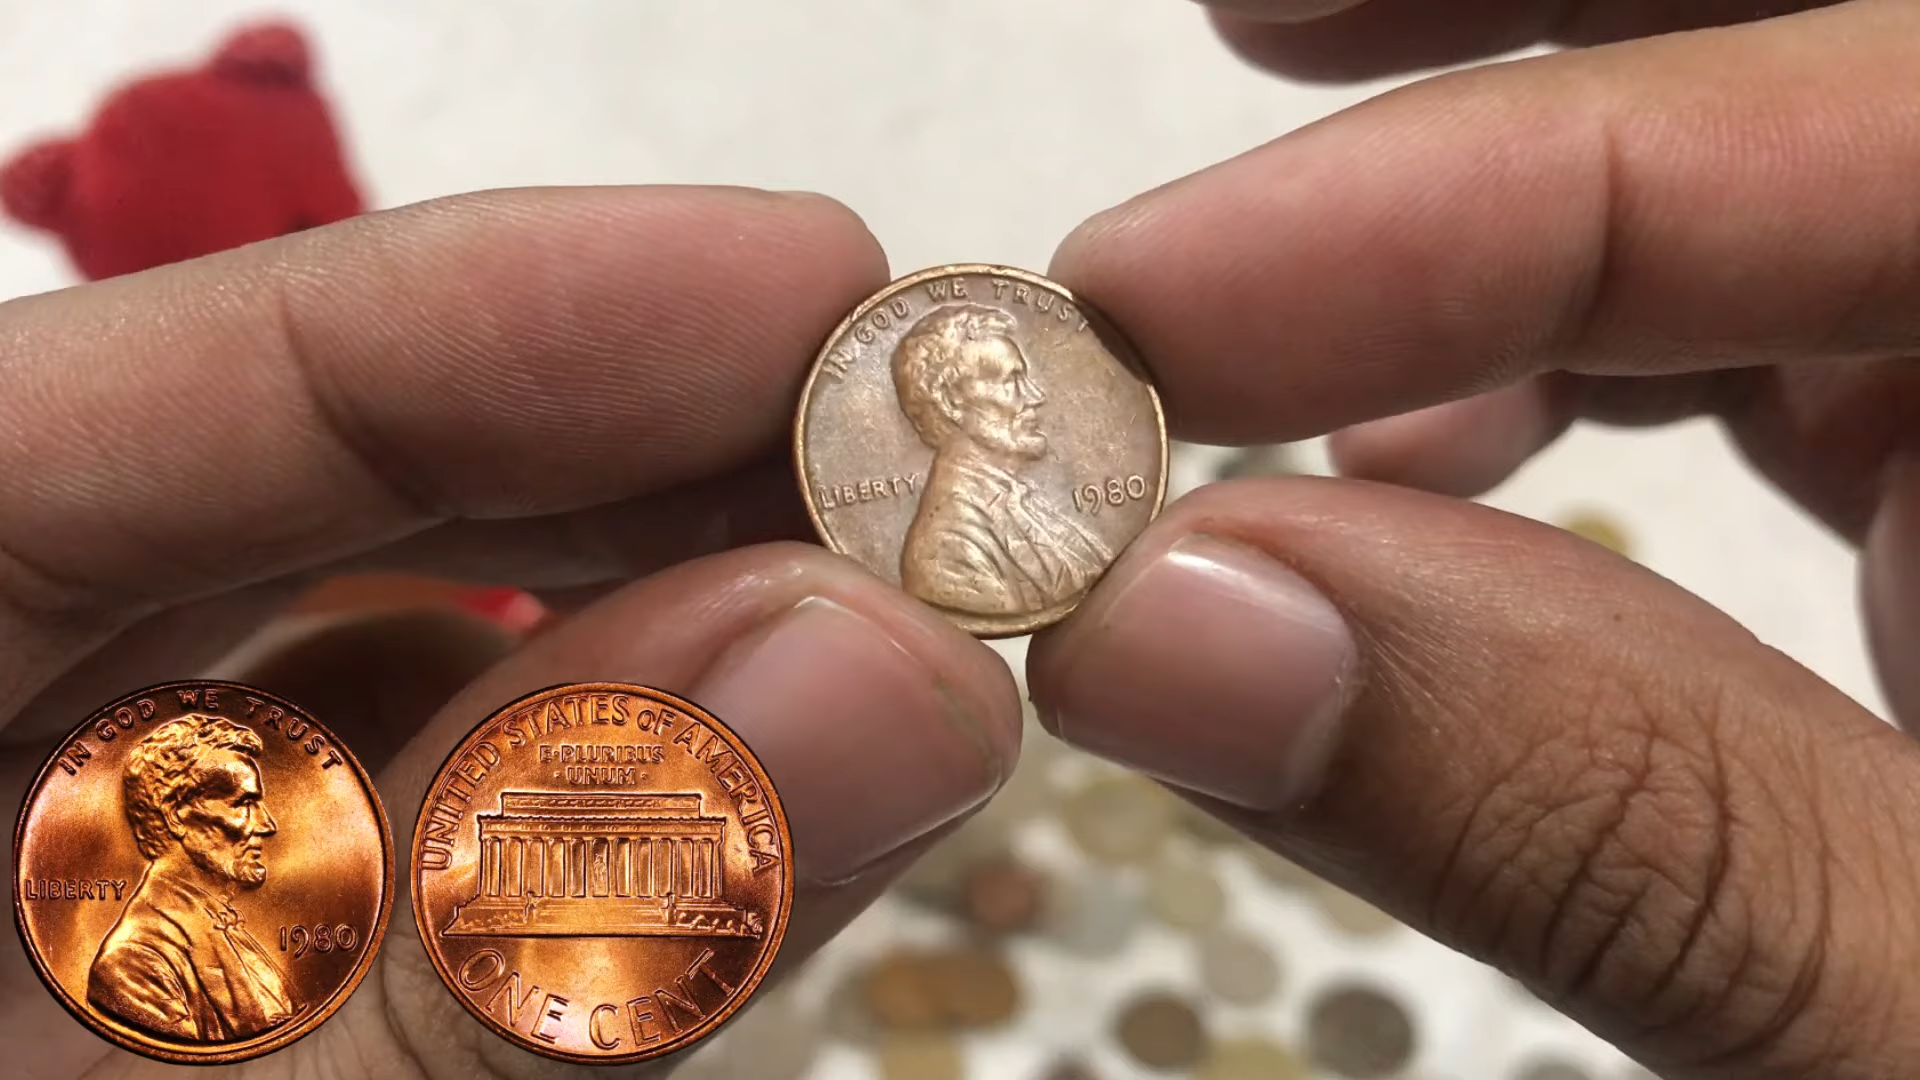 IN GOD WE TRUST
LIBERTY
1980
IN GOD WE TRUST
LIBERTY
1980
UNITED STATES OF AMERICA
E·PLURIBUS
·UNUM·
ONE CENT